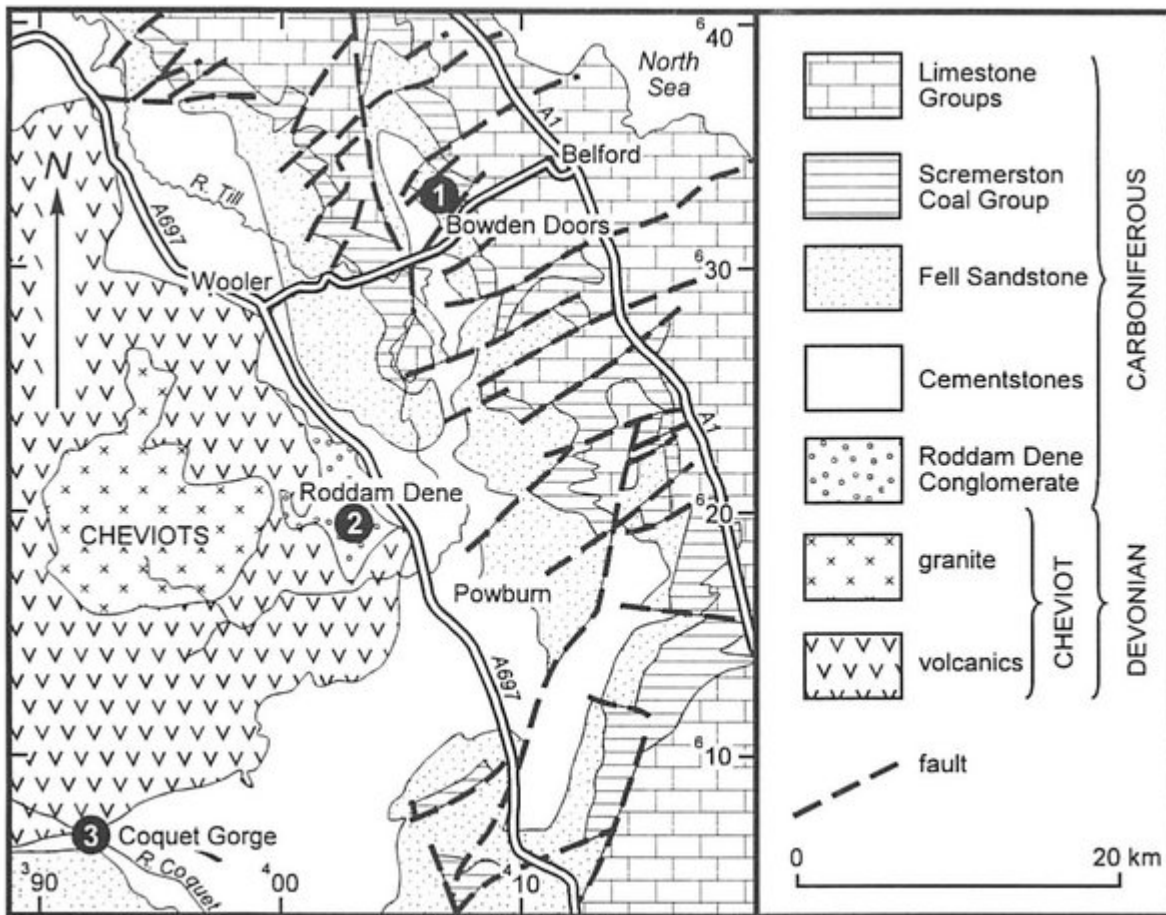 6 40
North
Sea
A1
Belford
N
R. Till
1
Bowden Doors
A697
Wooler
6 30
A1
Roddam Dene
2
CHEVIOTS
6 20
Powburn
A697
6 10
3
Coquet Gorge
R. Coquet
3 90
4 00
4 10
Limestone
Groups
Scremerston
Coal Group
Fell Sandstone
Cementstones
Roddam Dene
Conglomerate
granite
volcanics
CARBONIFEROUS
CHEVIOT
DEVONIAN
fault
0
20 km